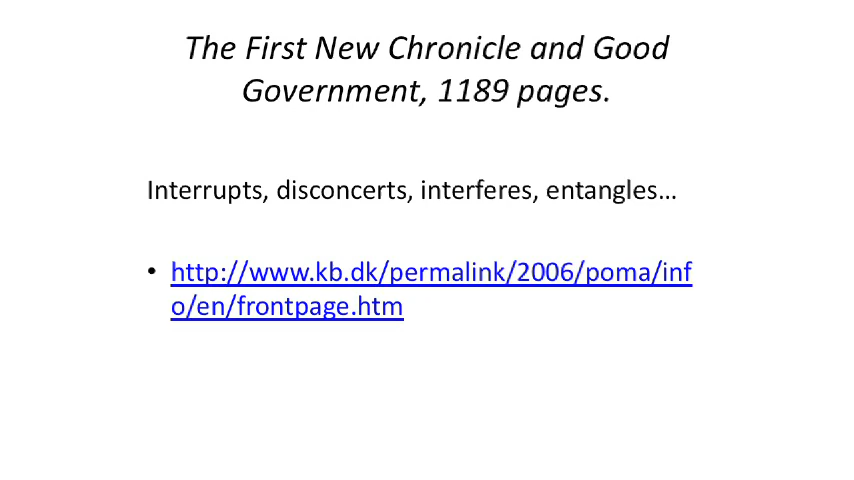 The First New Chronicle and Good
Government, 1189 pages.
Interrupts, disconcerts, interferes, entangles…
• http://www.kb.dk/permalink/2006/poma/inf
o/en/frontpage.htm